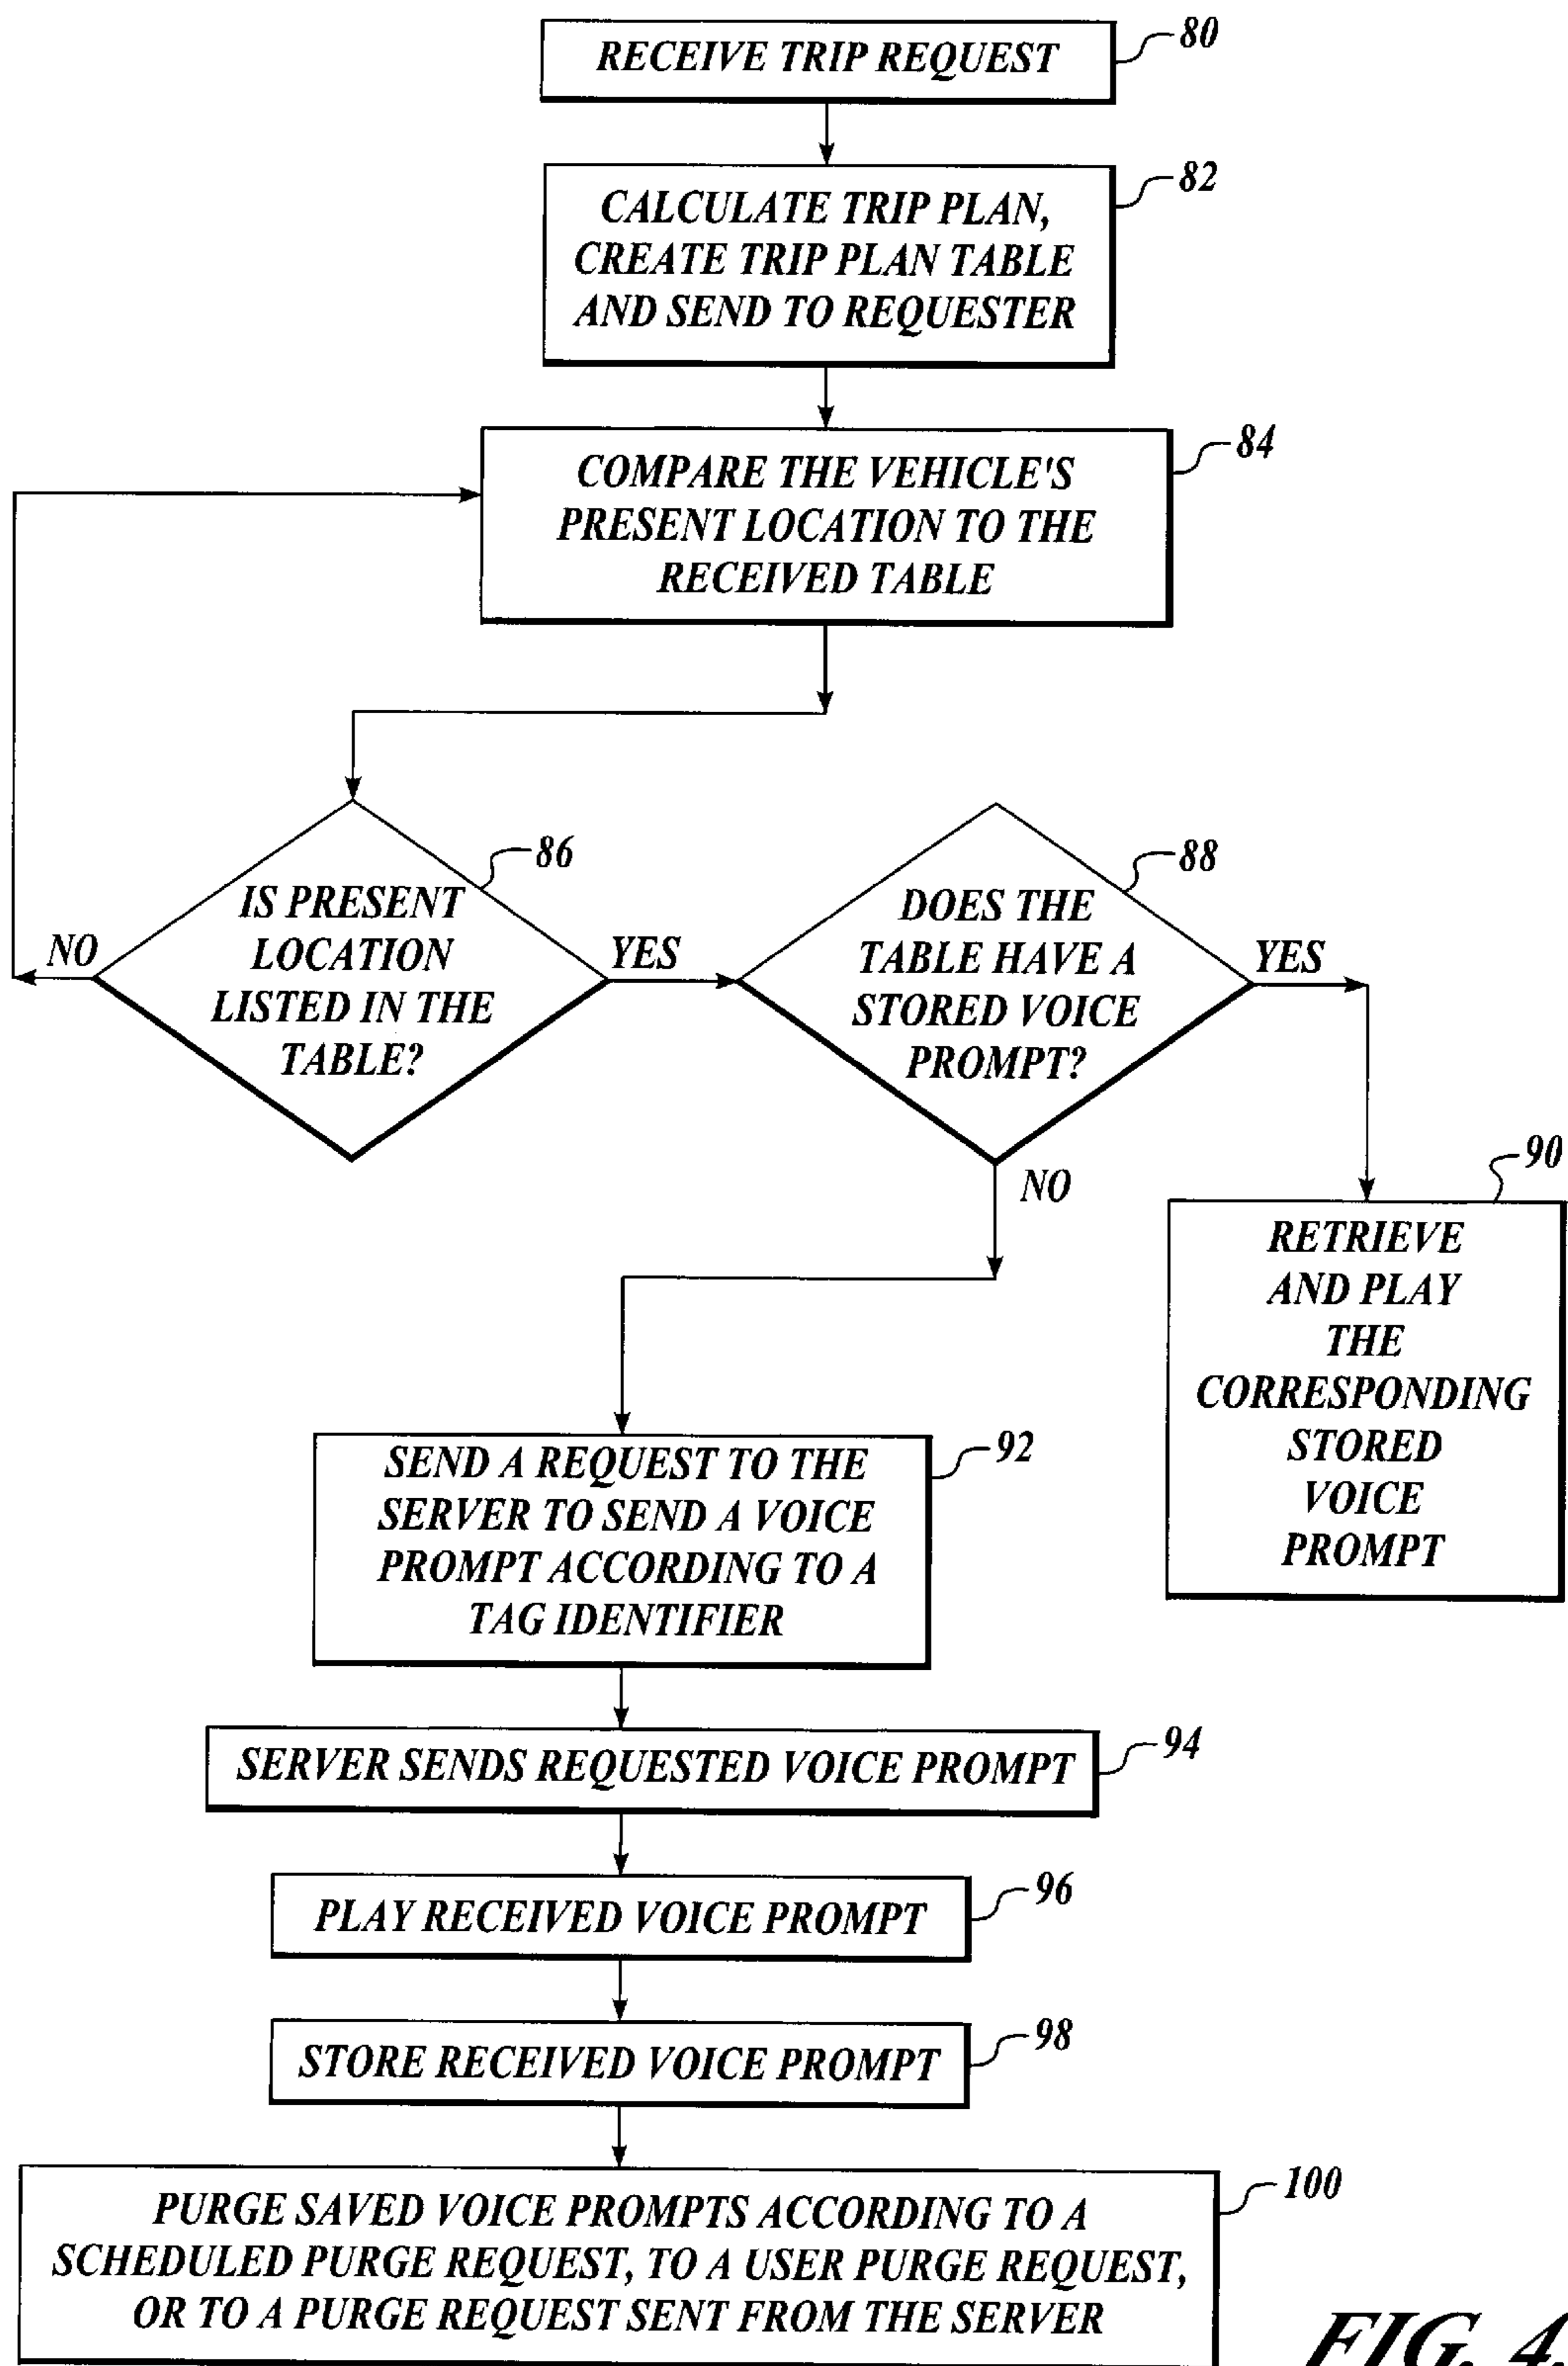 RECEIVE TRIP REQUEST
80
CALCULATE TRIP PLAN,
CREATE TRIP PLAN TABLE
AND SEND TO REQUESTER
82
COMPARE THE VEHICLE'S
PRESENT LOCATION TO THE
RECEIVED TABLE
84
IS PRESENT
LOCATION
LISTED IN THE
TABLE?
86
NO
YES
DOES THE
TABLE HAVE A
STORED VOICE
PROMPT?
88
YES
NO
RETRIEVE
AND PLAY
THE
CORRESPONDING
STORED
VOICE
PROMPT
90
SEND A REQUEST TO THE
SERVER TO SEND A VOICE
PROMPT ACCORDING TO A
TAG IDENTIFIER
92
SERVER SENDS REQUESTED VOICE PROMPT
94
PLAY RECEIVED VOICE PROMPT
96
STORE RECEIVED VOICE PROMPT
98
PURGE SAVED VOICE PROMPTS ACCORDING TO A
SCHEDULED PURGE REQUEST, TO A USER PURGE REQUEST,
OR TO A PURGE REQUEST SENT FROM THE SERVER
100
FIG. 4.